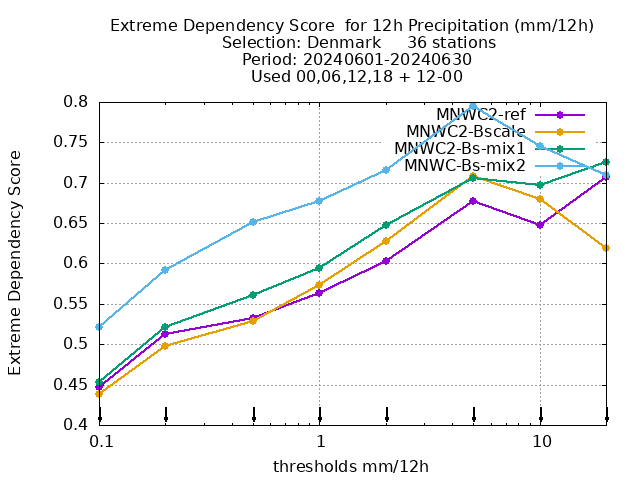 Extreme Dependency Score  for 12h Precipitation (mm/12h)
Selection: Denmark     36 stations
Period: 20240601-20240630
Used 00,06,12,18 + 12-00
Extreme Dependency Score
0.8
0.75
0.7
0.65
0.6
0.55
0.5
0.45
0.4
MNWC2-ref
MNWC2-Bscale
MNWC2-Bs-mix1
MNWC-Bs-mix2
0.1
1
10
thresholds mm/12h